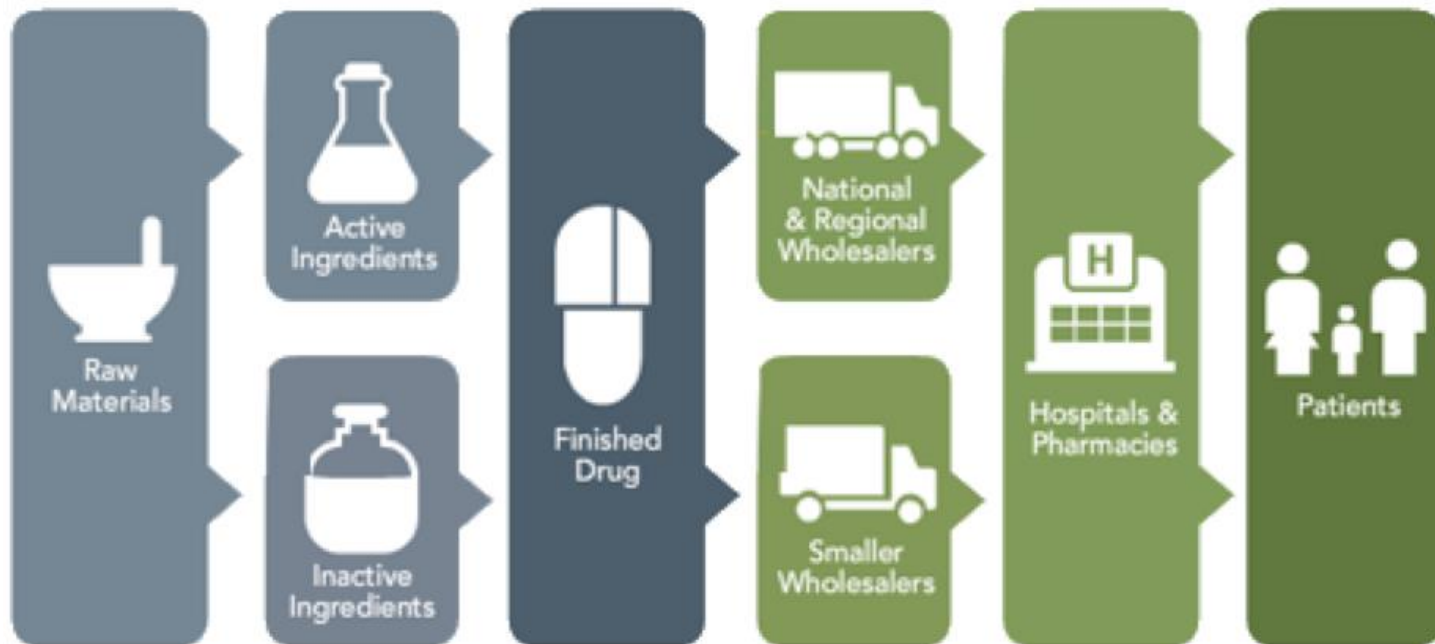 Raw
Materials
Active
Ingredients
Inactive
Ingredients
Finished
Drug
National
& Regional
Wholesalers
Smaller
Wholesalers
H
Hospitals &
Pharmacies
Patients